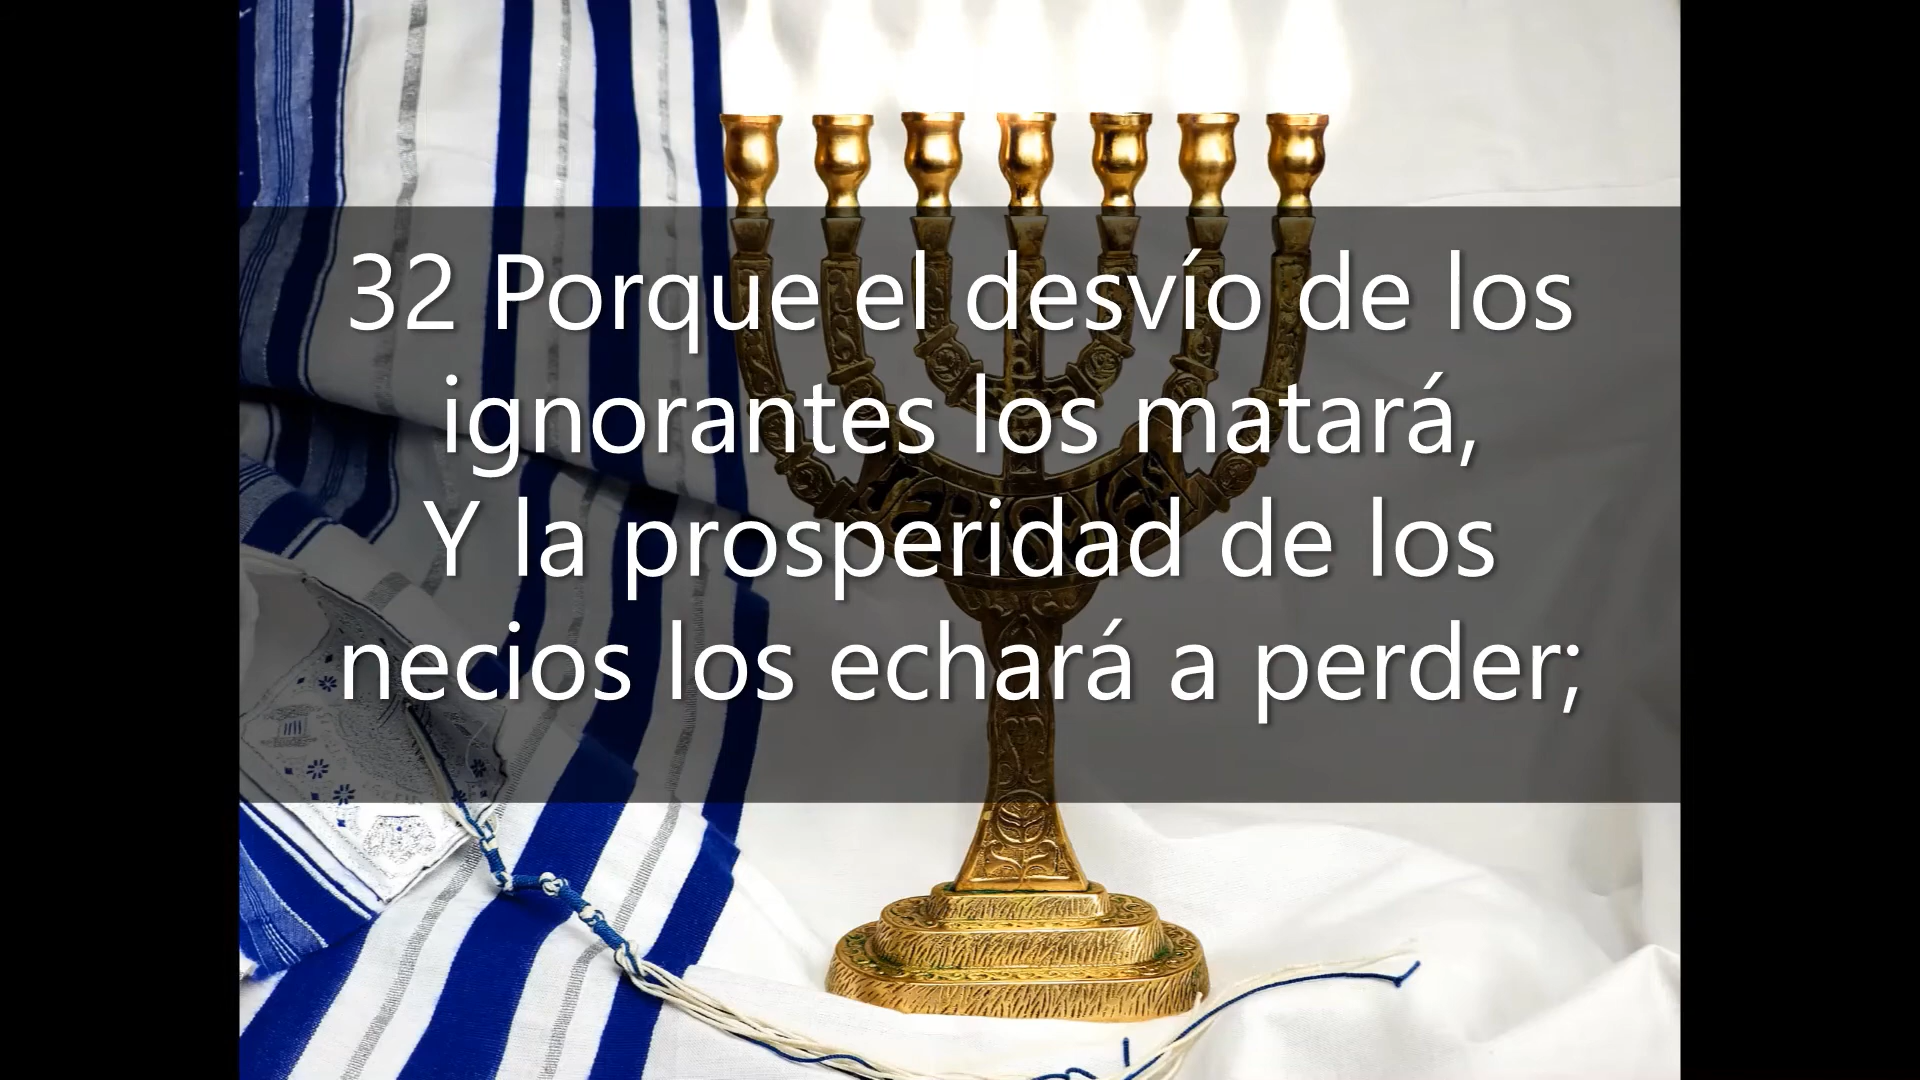 32 Porque el desvío de los
ignorantes los matará,
Y la prosperidad de los
necios los echará a perder;